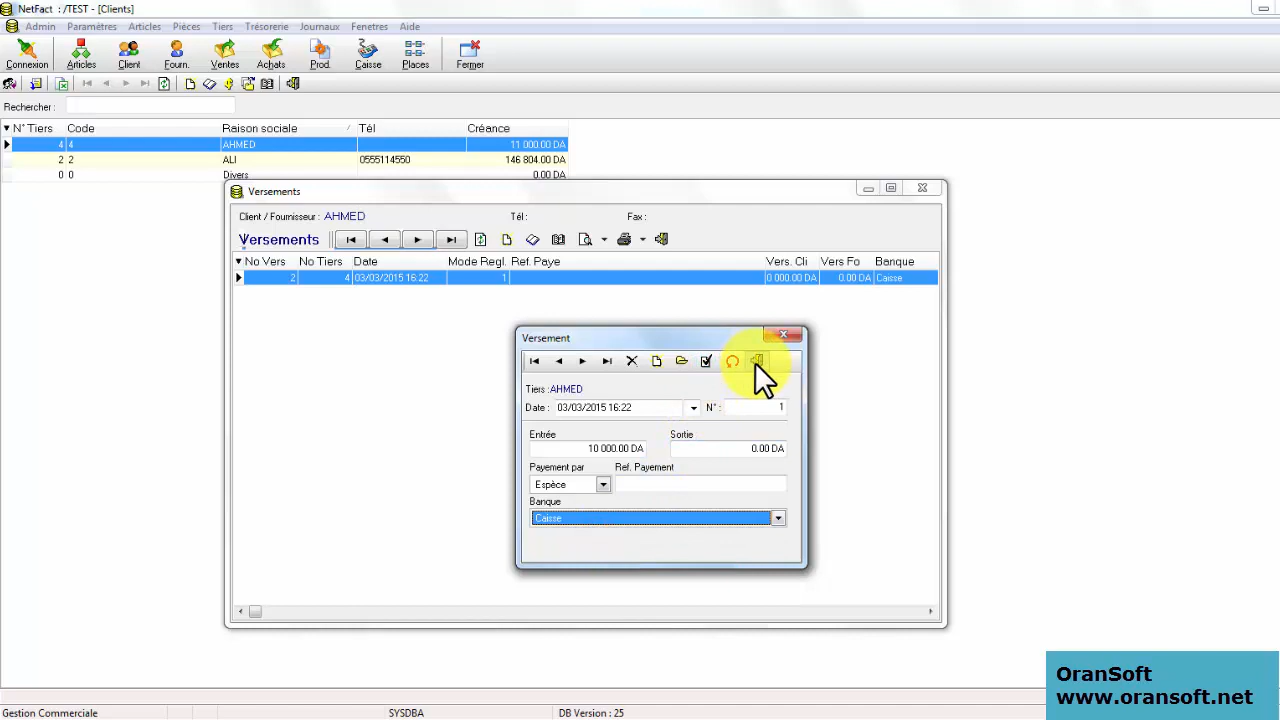 NetFact : /TEST - [Clients]
Admin Paramètres Articles Pièces Tiers Trésorerie Journaux Fenetres Aide
Connexion Articles Client Fourn. Ventes Achats Prod. Caisse Places Fermer
Rechercher :
N° Tiers Code Raison sociale Tél Créance
4 4 AHMED 11 000.00 DA
2 2 ALI 0555114550 146 804.00 DA
0 0 Divers 0.00 DA
Versements
Client / Fournisseur : AHMED Tél : Fax :
Versements
No Vers No Tiers Date Mode Regl. Ref. Paye Vers. Cli Vers Fo Banque
2 4 03/03/2015 16:22 1 0 000.00 DA 0.00 DA Caisse
Versement
Tiers : AHMED
Date : 03/03/2015 16:22 N° : 1
Entrée Sortie
10 000.00 DA 0.00 DA
Payement par Ref. Payement
Espèce
Banque
Caisse
OranSoft
www.oransoft.net
Gestion Commerciale SYSDBA DB Version : 25